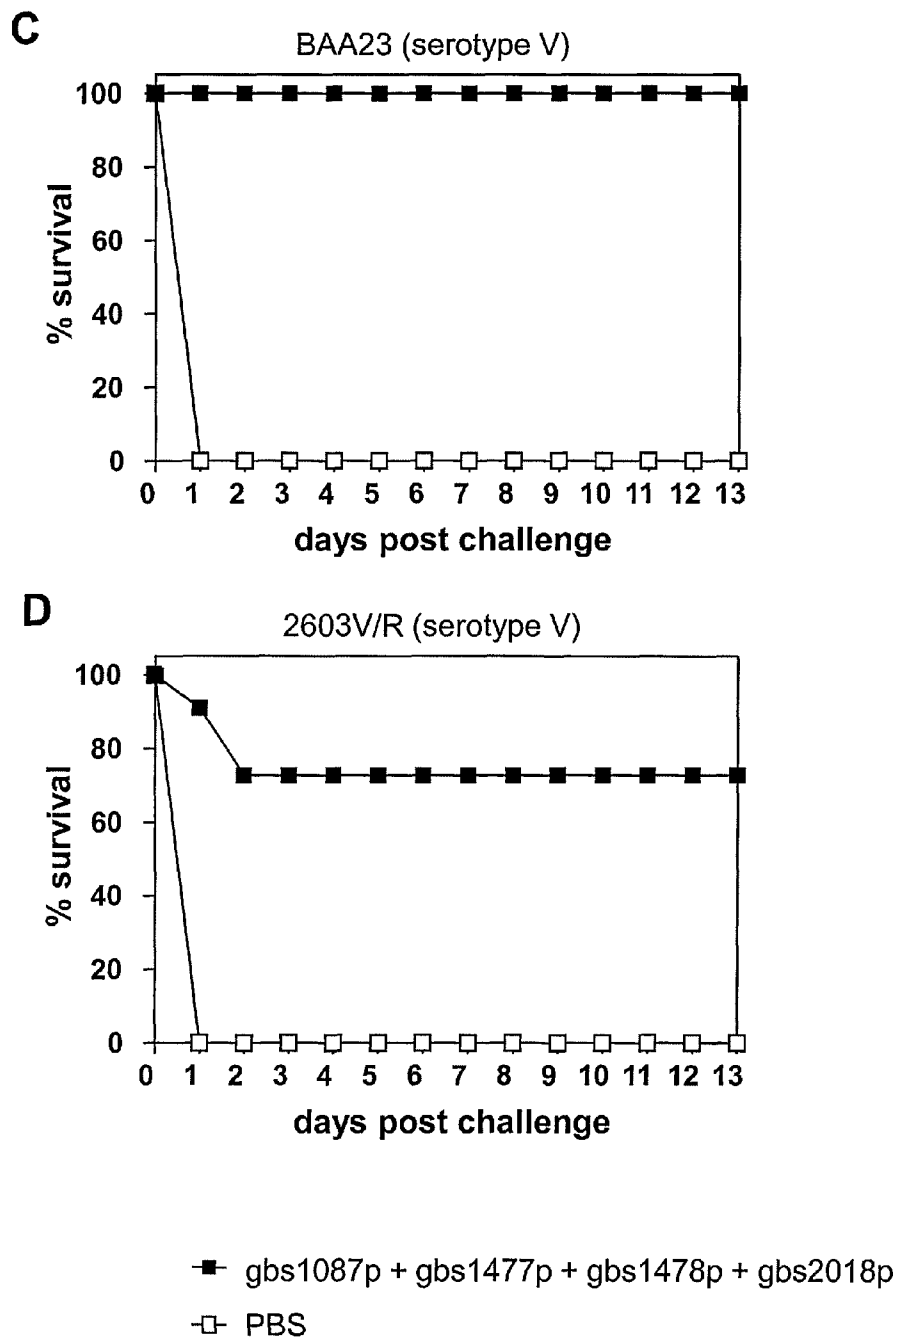 C
BAA23 (serotype V)
100
80
60
40
20
0
% survival
0 1 2 3 4 5 6 7 8 9 10 11 12 13
days post challenge
D
2603V/R (serotype V)
100
80
60
40
20
0
% survival
0 1 2 3 4 5 6 7 8 9 10 11 12 13
days post challenge
gbs1087p + gbs1477p + gbs1478p + gbs2018p
PBS